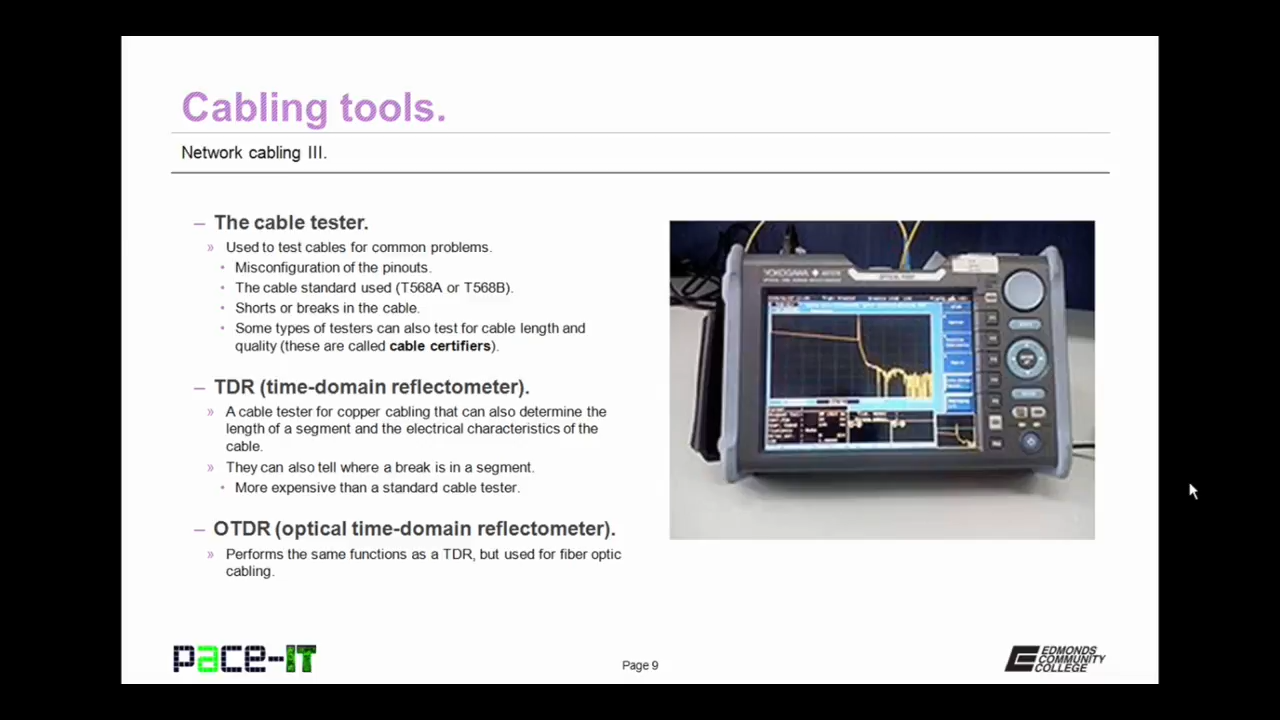 Cabling tools.
Network cabling III.
– The cable tester.
» Used to test cables for common problems.
• Misconfiguration of the pinouts.
• The cable standard used (T568A or T568B).
• Shorts or breaks in the cable.
• Some types of testers can also test for cable length and
quality (these are called cable certifiers).
– TDR (time-domain reflectometer).
» A cable tester for copper cabling that can also determine the
length of a segment and the electrical characteristics of the
cable.
» They can also tell where a break is in a segment.
• More expensive than a standard cable tester.
– OTDR (optical time-domain reflectometer).
» Performs the same functions as a TDR, but used for fiber optic
cabling.
YOKOGAWA
pace-IT
Page 9
EDMONDS
COMMUNITY
COLLEGE